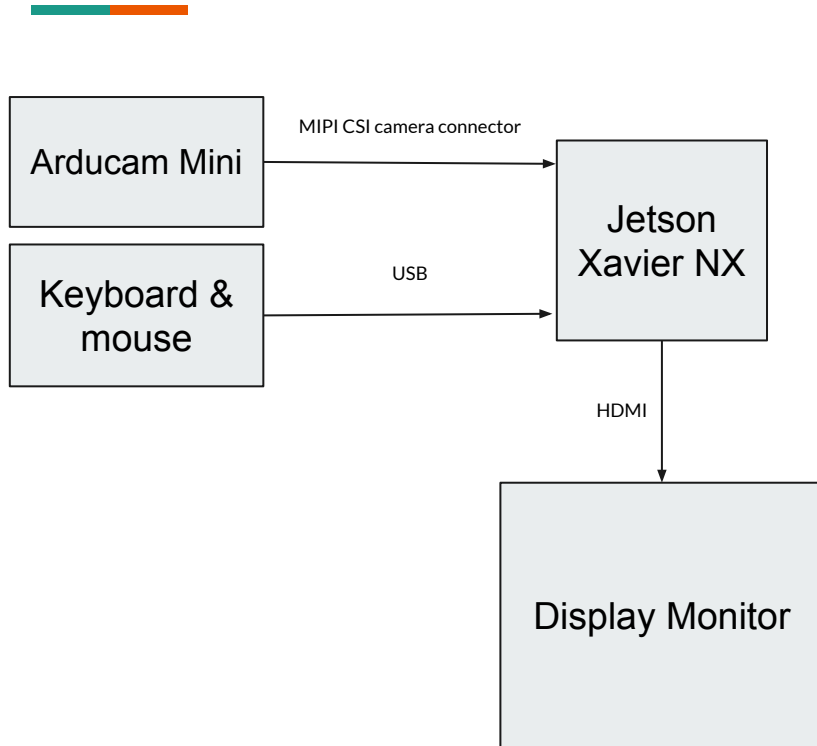 Arducam Mini
MIPI CSI camera connector
Jetson
Xavier NX
Keyboard &
mouse
USB
HDMI
Display Monitor